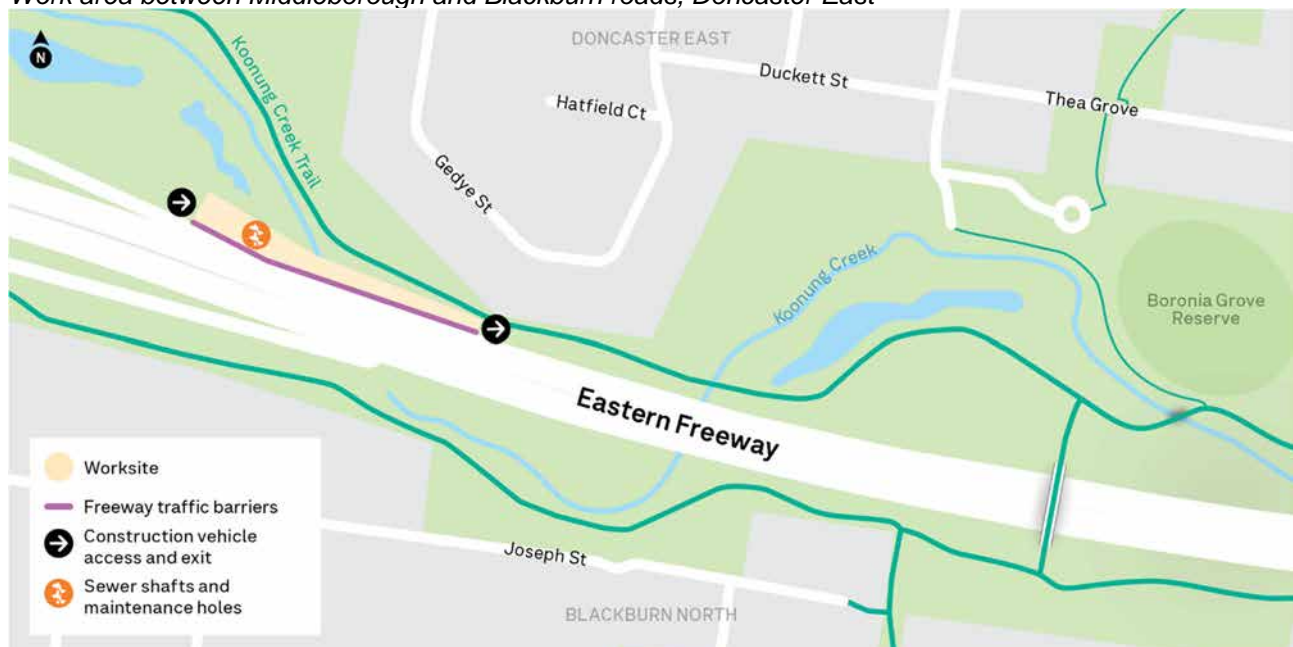 Work area between Middleborough and Blackburn roads, Doncaster East
N
Koonung Creek Trail
DONCASTER EAST
Duckett St
Hatfield Ct
Thea Grove
Gedye St
Koonung Creek
Boronia Grove
Reserve
Eastern Freeway
Worksite
Freeway traffic barriers
Construction vehicle
access and exit
Sewer shafts and
maintenance holes
Joseph St
BLACKBURN NORTH